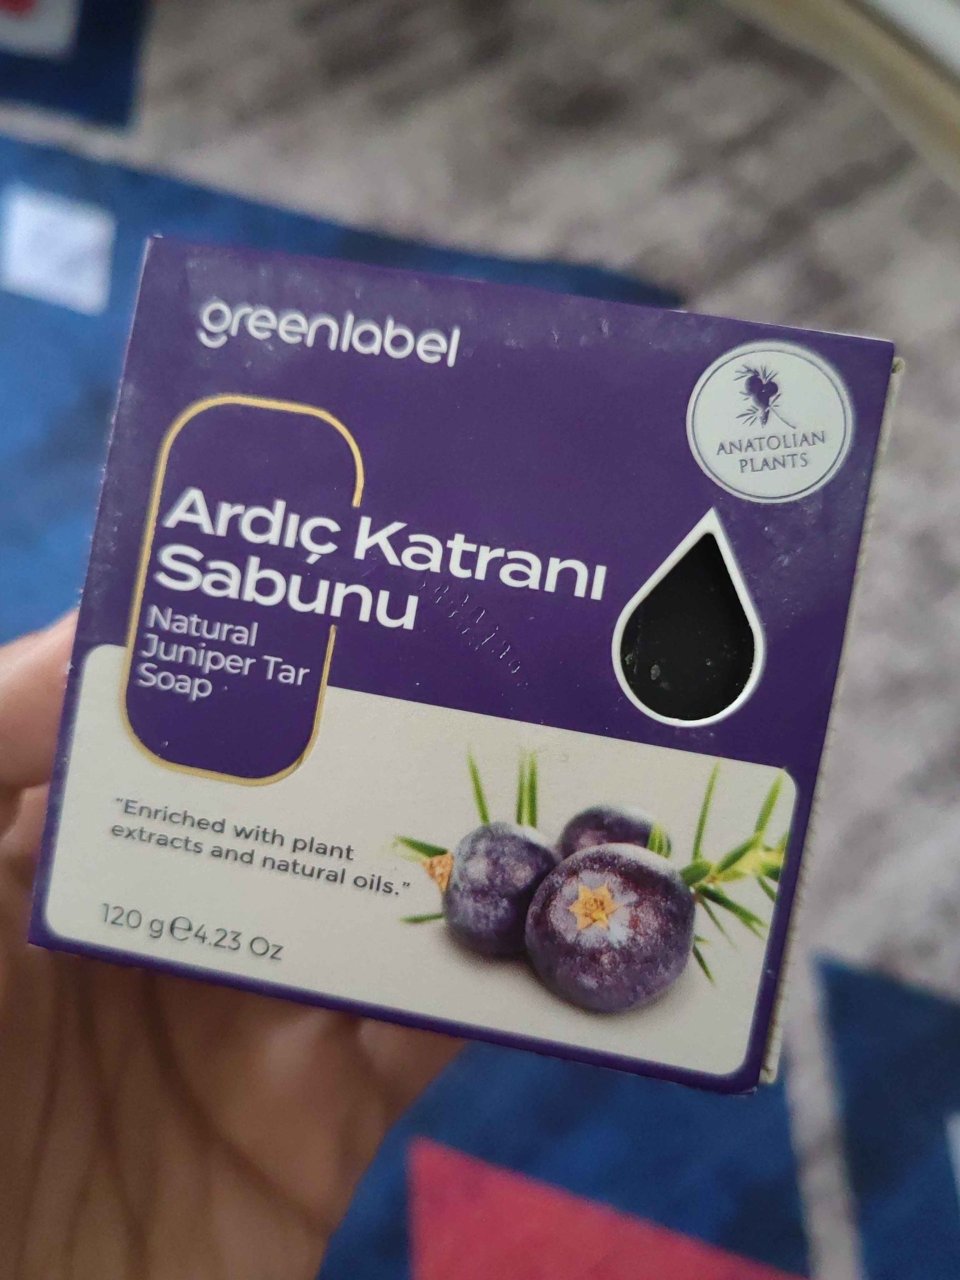 greenlabel
ANATOLIAN
PLANTS
Ardıç Katranı
Sabunu
Natural
Juniper Tar
Soap
"Enriched with plant
extracts and natural oils."
120 g ℮ 4.23 Oz